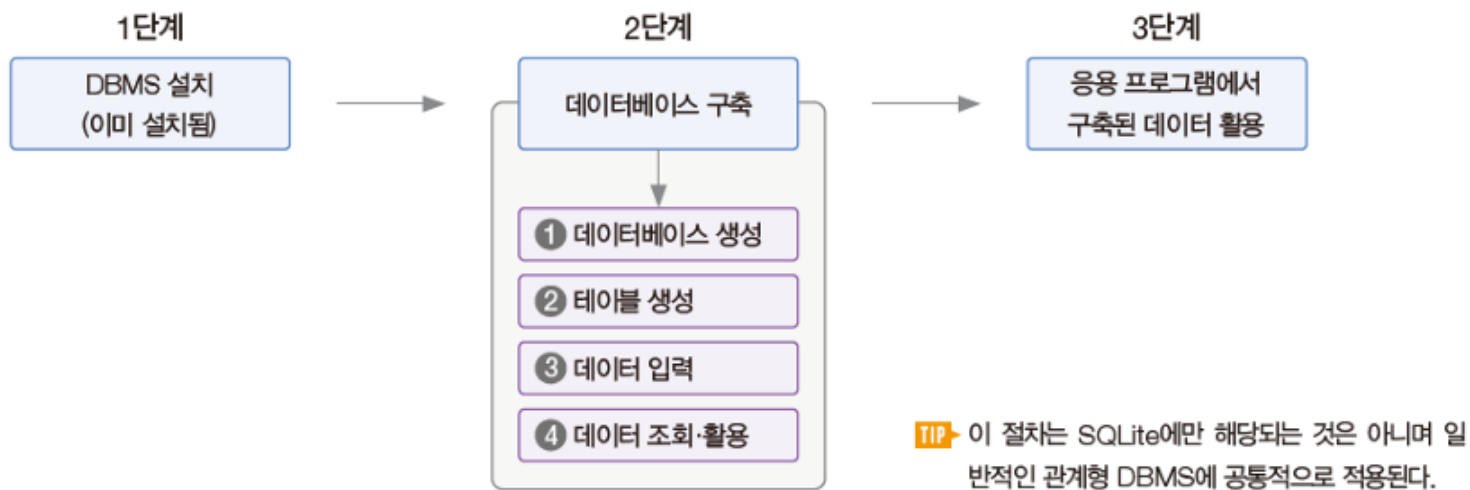 1단계
DBMS 설치
(이미 설치됨)
2단계
데이터베이스 구축
❶ 데이터베이스 생성
❷ 테이블 생성
❸ 데이터 입력
❹ 데이터 조회·활용
3단계
응용 프로그램에서
구축된 데이터 활용
TIP 이 절차는 SQLite에만 해당되는 것은 아니며 일
반적인 관계형 DBMS에 공통적으로 적용된다.